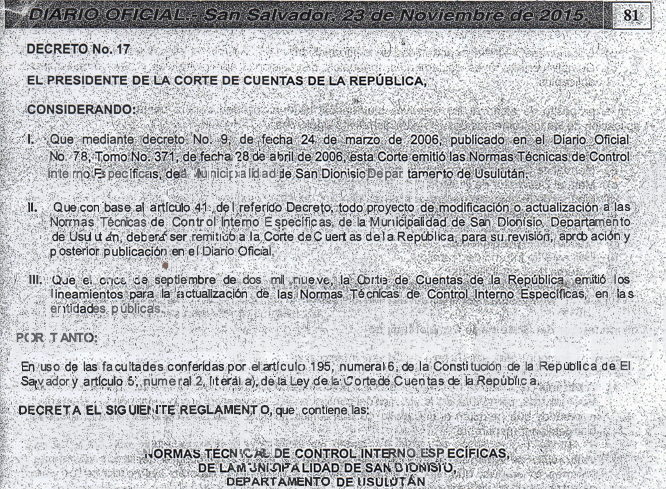 DIARIO OFICIAL.- San Salvador, 23 de Noviembre de 2015. 81
DECRETO No. 17
EL PRESIDENTE DE LA CORTE DE CUENTAS DE LA REPÚBLICA,
CONSIDERANDO:
I. Que mediante decreto No. 9, de fecha 24 de marzo de 2006, publicado en el Diario Oficial
No. 78, Tomo No. 371, de fecha 28 de abril de 2006, esta Corte emitió las Normas Técnicas de Control
Interno Específicas, de la Municipalidad de San Dionisio Departamento de Usulután.
II. Que con base al artículo 41, del referido Decreto, todo proyecto de modificación o actualización a las
Normas Técnicas de Control Interno Específicas, de la Municipalidad de San Dionisio, Departamento
de Usulután, deberá ser remitido a la Corte de Cuentas de la República, para su revisión, aprobación y
posterior publicación en el Diario Oficial.
III. Que el once de septiembre de dos mil nueve, la Corte de Cuentas de la República, emitió los
lineamientos para la actualización de las Normas Técnicas de Control Interno Específicas, en las
entidades públicas.
POR TANTO:
En uso de las facultades conferidas por el artículo 195, numeral 6, de la Constitución de la República de El
Salvador y artículo 5, numeral 2, literal a), de la Ley de la Corte de Cuentas de la República.
DECRETA EL SIGUIENTE REGLAMENTO, que contiene las:
NORMAS TÉCNICAS DE CONTROL INTERNO ESPECÍFICAS,
DE LA MUNICIPALIDAD DE SAN DIONISIO,
DEPARTAMENTO DE USULUTÁN